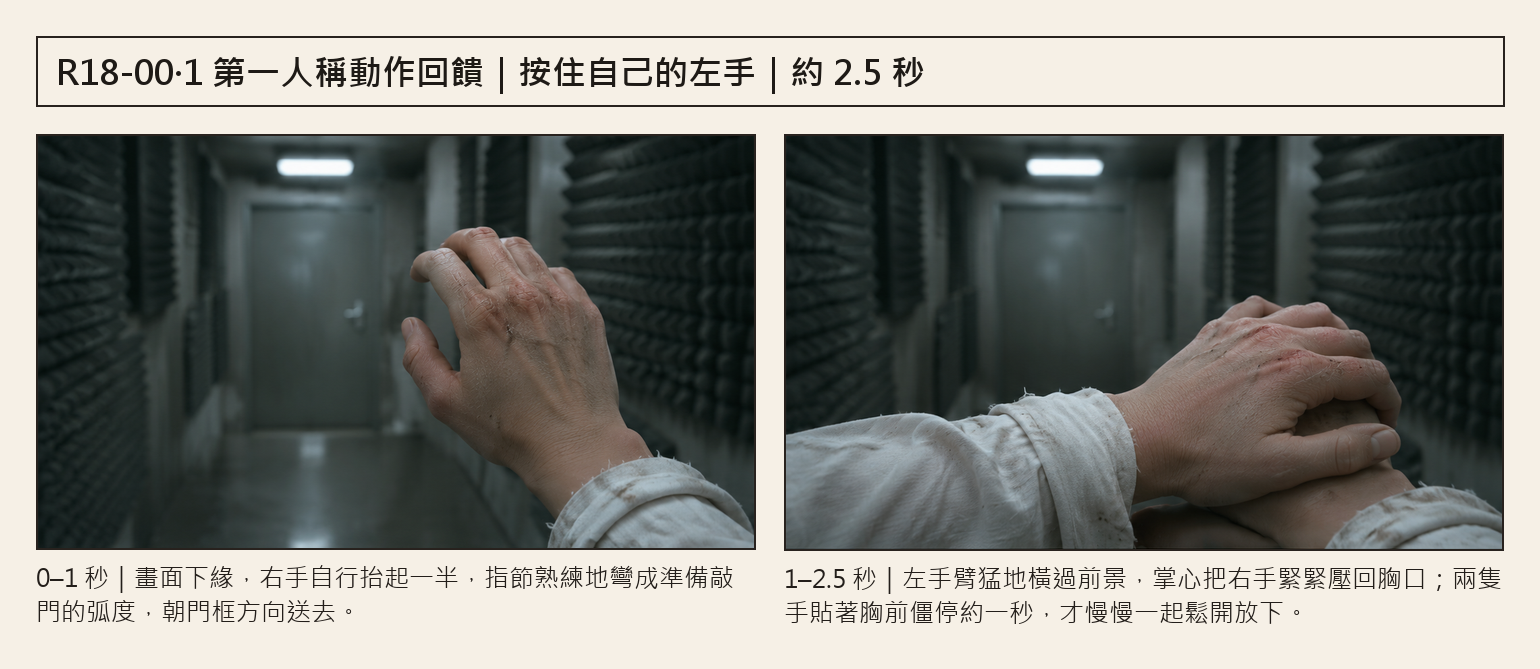 R18-00·1 第一人稱動作回饋｜按住自己的左手｜約 2.5 秒
0–1 秒｜畫面下緣，右手自行抬起一半，指節熟練地彎成準備敲
門的弧度，朝門框方向送去。
1–2.5 秒｜左手臂猛地橫過前景，掌心把右手緊緊壓回胸口；兩隻
手貼著胸前僵停約一秒，才慢慢一起鬆開放下。